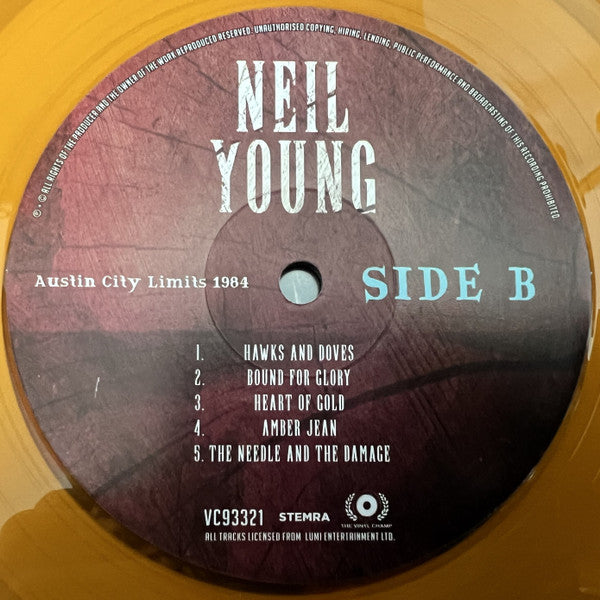 ℗ & © ALL RIGHTS OF THE PRODUCER AND THE OWNER OF THE WORK REPRODUCED RESERVED. UNAUTHORISED COPYING, HIRING, LENDING, PUBLIC PERFORMANCE AND BROADCASTING OF THIS RECORDING PROHIBITED.
NEIL
YOUNG
Austin City Limits 1984
SIDE B
1. HAWKS AND DOVES
2. BOUND FOR GLORY
3. HEART OF GOLD
4. AMBER JEAN
5. THE NEEDLE AND THE DAMAGE
VC93321 STEMRA
THE VINYL CHAMP
ALL TRACKS LICENSED FROM LUMI ENTERTAINMENT LTD.